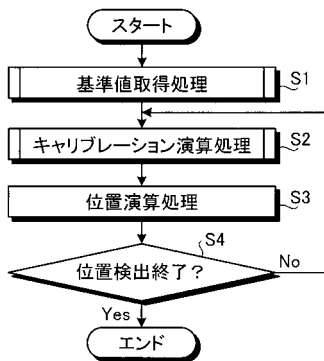 スタート
基準値取得処理
S1
キャリブレーション演算処理
S2
位置演算処理
S3
S4
位置検出終了？
No
Yes
エンド